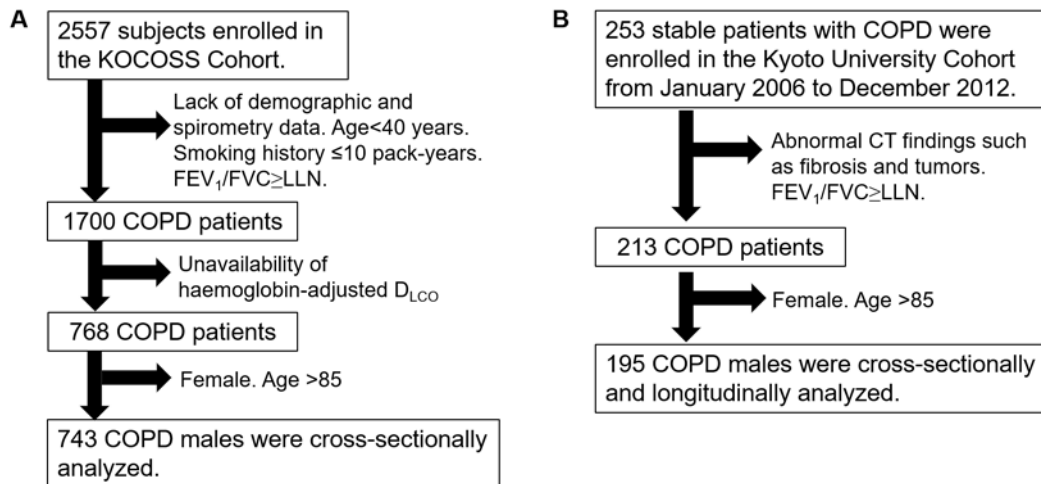 A
2557 subjects enrolled in
the KOCOSS Cohort.
Lack of demographic and
spirometry data. Age<40 years.
Smoking history ≤10 pack-years.
FEV₁/FVC≥LLN.
1700 COPD patients
Unavailability of
haemoglobin-adjusted D_LCO
768 COPD patients
Female. Age >85
743 COPD males were cross-sectionally
analyzed.
B
253 stable patients with COPD were
enrolled in the Kyoto University Cohort
from January 2006 to December 2012.
Abnormal CT findings such
as fibrosis and tumors.
FEV₁/FVC≥LLN.
213 COPD patients
Female. Age >85
195 COPD males were cross-sectionally
and longitudinally analyzed.